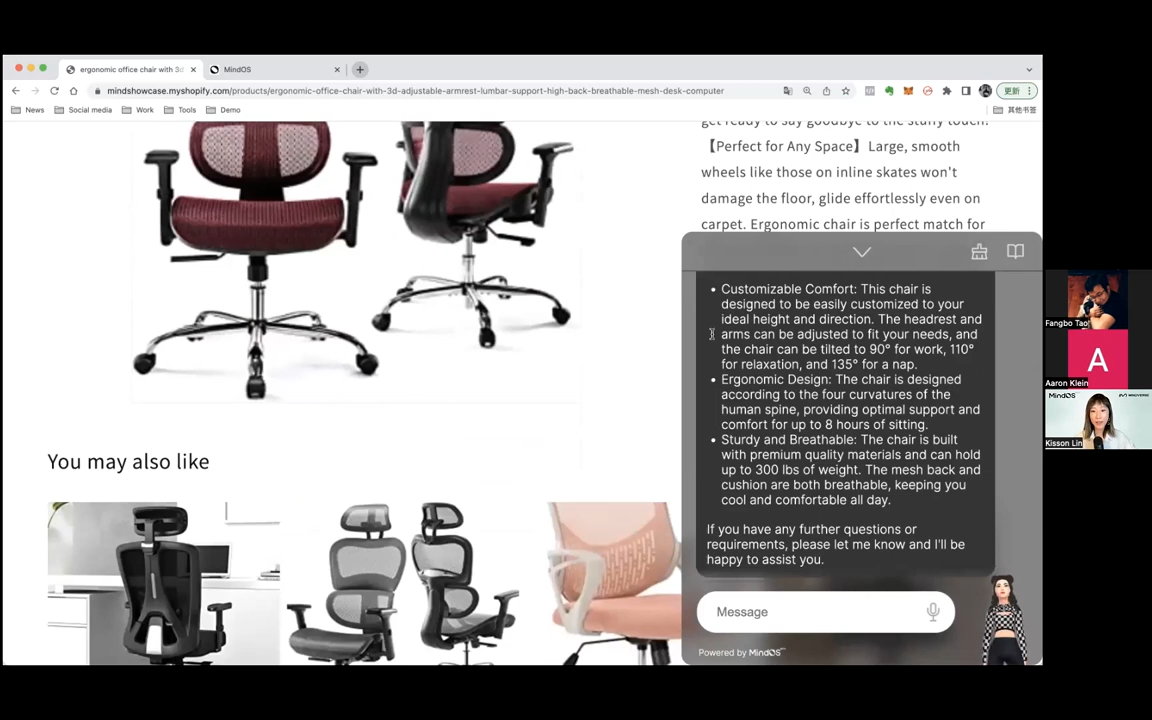 ergonomic office chair with 3d
MindOS
mindshowcase.myshopify.com/products/ergonomic-office-chair-with-3d-adjustable-armrest-lumbar-support-high-back-breathable-mesh-desk-computer
更新
News
Social media
Work
Tools
Demo
其他书签
get ready to say goodbye to the stuffy touch!
【Perfect for Any Space】Large, smooth
wheels like those on inline skates won't
damage the floor, glide effortlessly even on
carpet. Ergonomic chair is perfect match for
• Customizable Comfort: This chair is
designed to be easily customized to your
ideal height and direction. The headrest and
arms can be adjusted to fit your needs, and
the chair can be tilted to 90° for work, 110°
for relaxation, and 135° for a nap.
• Ergonomic Design: The chair is designed
according to the four curvatures of the
human spine, providing optimal support and
comfort for up to 8 hours of sitting.
• Sturdy and Breathable: The chair is built
with premium quality materials and can hold
up to 300 lbs of weight. The mesh back and
cushion are both breathable, keeping you
cool and comfortable all day.
If you have any further questions or
requirements, please let me know and I'll be
happy to assist you.
Message
Powered by MindOS
You may also like
Fangbo Tao
A
Aaron Klein
MindOS
MINDVERSE
Kisson Lin